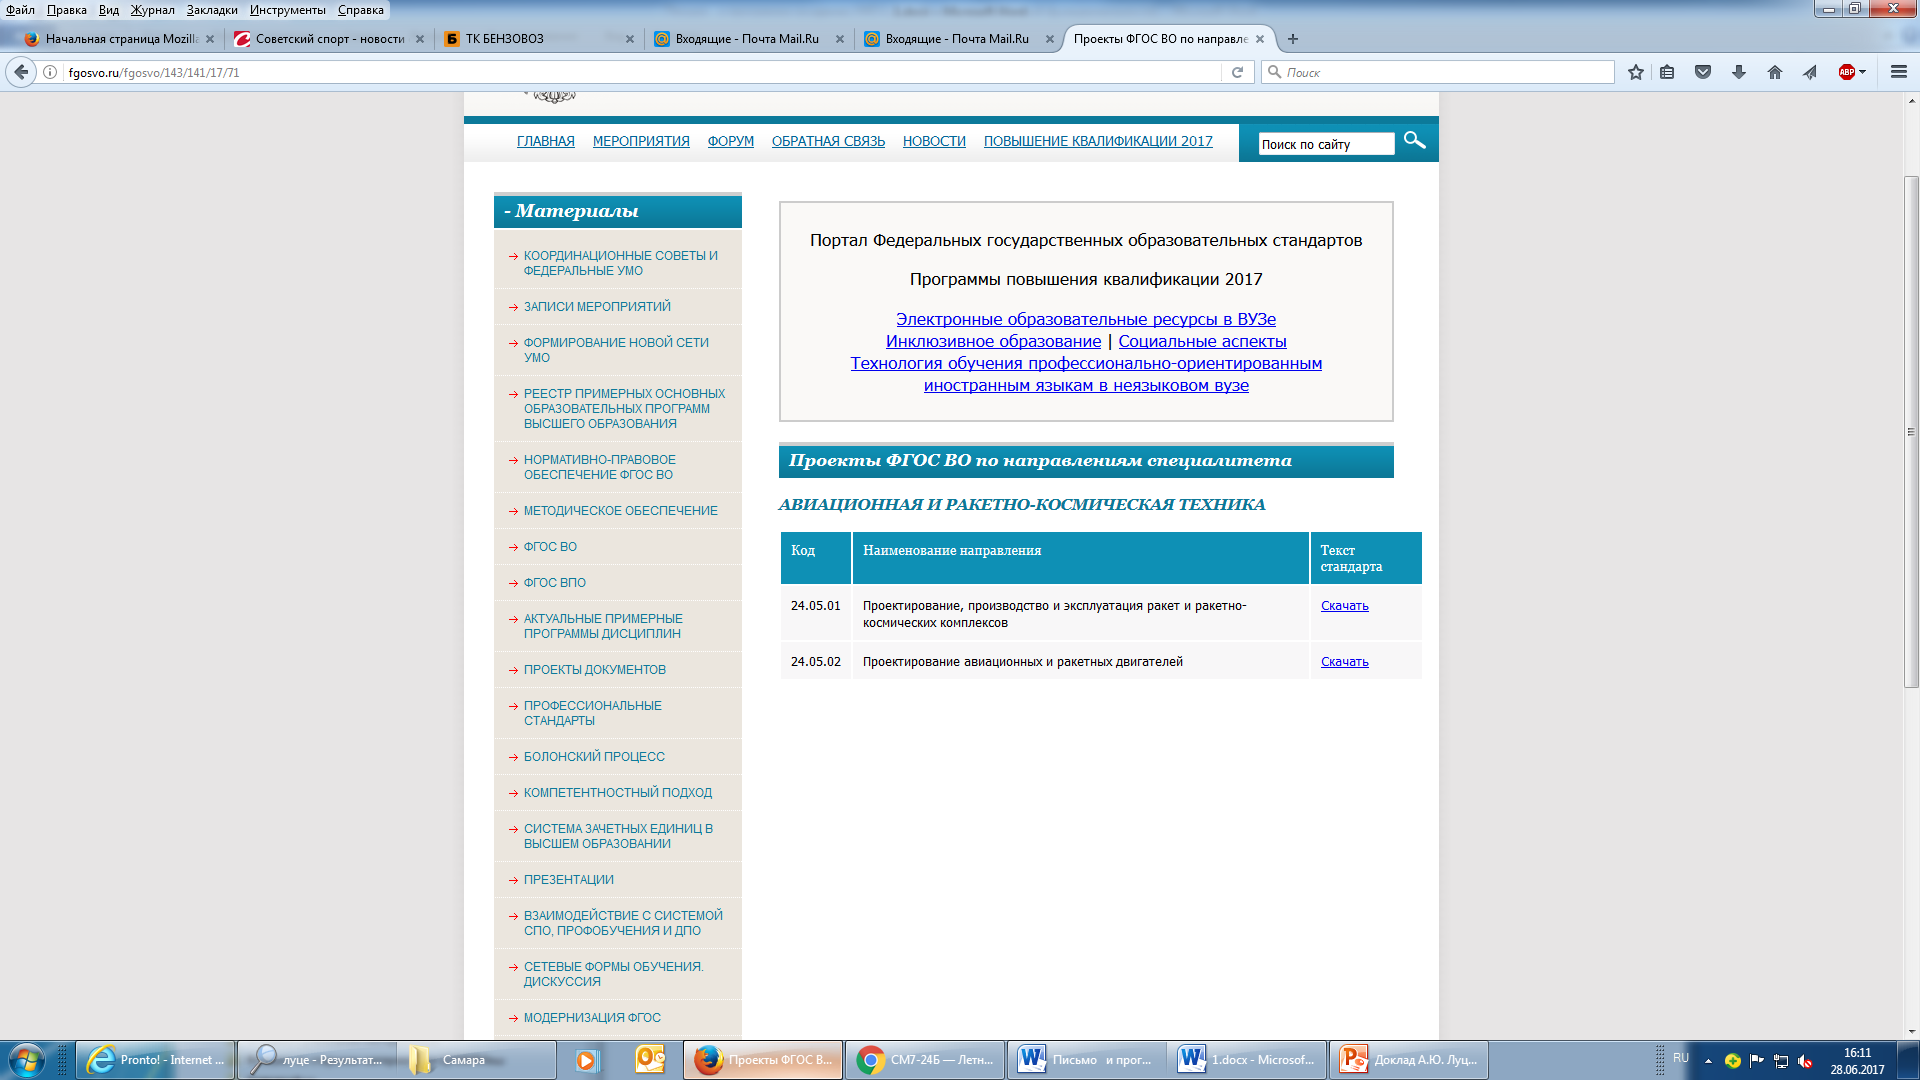 Файл Правка Вид Журнал Закладки Инструменты Справка
Начальная страница Mozilla
Советский спорт - новости
ТК БЕНЗОВОЗ
Входящие - Почта Mail.Ru
Входящие - Почта Mail.Ru
Проекты ФГОС ВО по направле
fgosvo.ru/fgosvo/143/141/17/71
Поиск
ABP
ГЛАВНАЯ МЕРОПРИЯТИЯ ФОРУМ ОБРАТНАЯ СВЯЗЬ НОВОСТИ ПОВЫШЕНИЕ КВАЛИФИКАЦИИ 2017
Поиск по сайту
- Материалы
КООРДИНАЦИОННЫЕ СОВЕТЫ И
ФЕДЕРАЛЬНЫЕ УМО
ЗАПИСИ МЕРОПРИЯТИЙ
ФОРМИРОВАНИЕ НОВОЙ СЕТИ
УМО
РЕЕСТР ПРИМЕРНЫХ ОСНОВНЫХ
ОБРАЗОВАТЕЛЬНЫХ ПРОГРАММ
ВЫСШЕГО ОБРАЗОВАНИЯ
НОРМАТИВНО-ПРАВОВОЕ
ОБЕСПЕЧЕНИЕ ФГОС ВО
МЕТОДИЧЕСКОЕ ОБЕСПЕЧЕНИЕ
ФГОС ВО
ФГОС ВПО
АКТУАЛЬНЫЕ ПРИМЕРНЫЕ
ПРОГРАММЫ ДИСЦИПЛИН
ПРОЕКТЫ ДОКУМЕНТОВ
ПРОФЕССИОНАЛЬНЫЕ
СТАНДАРТЫ
БОЛОНСКИЙ ПРОЦЕСС
КОМПЕТЕНТНОСТНЫЙ ПОДХОД
СИСТЕМА ЗАЧЕТНЫХ ЕДИНИЦ В
ВЫСШЕМ ОБРАЗОВАНИИ
ПРЕЗЕНТАЦИИ
ВЗАИМОДЕЙСТВИЕ С СИСТЕМОЙ
СПО, ПРОФОБУЧЕНИЯ И ДПО
СЕТЕВЫЕ ФОРМЫ ОБУЧЕНИЯ.
ДИСКУССИЯ
МОДЕРНИЗАЦИЯ ФГОС
Портал Федеральных государственных образовательных стандартов
Программы повышения квалификации 2017
Электронные образовательные ресурсы в ВУЗе
Инклюзивное образование | Социальные аспекты
Технология обучения профессионально-ориентированным
иностранным языкам в неязыковом вузе
Проекты ФГОС ВО по направлениям специалитета
АВИАЦИОННАЯ И РАКЕТНО-КОСМИЧЕСКАЯ ТЕХНИКА
Код Наименование направления Текст
стандарта
24.05.01 Проектирование, производство и эксплуатация ракет и ракетно- Скачать
космических комплексов
24.05.02 Проектирование авиационных и ракетных двигателей Скачать
Pronto! - Internet ...
луце - Результат...
Самара
Проекты ФГОС В...
СМ7-24Б — Летн...
Письмо и прог...
1.docx - Microsof...
Доклад А.Ю. Луц...
RU
16:11
28.06.2017